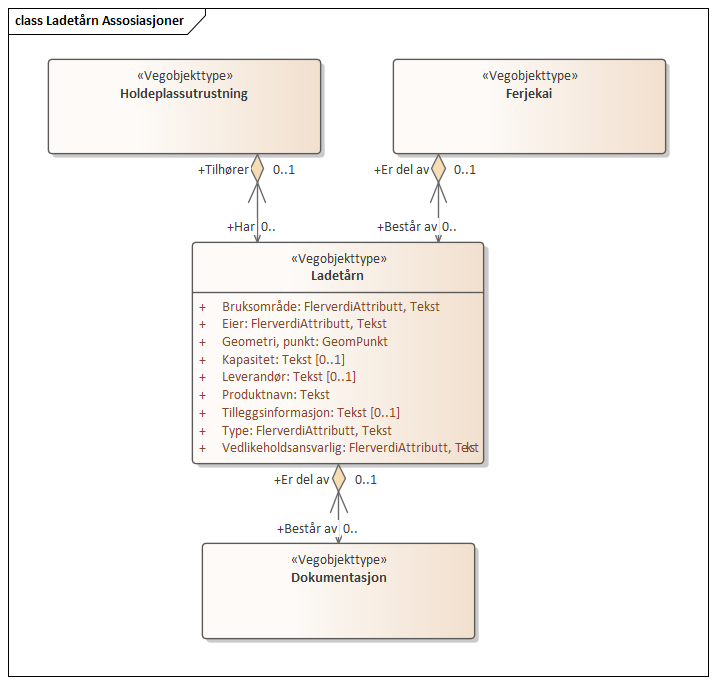 class Ladetårn Assosiasjoner
«Vegobjekttype»
Holdeplassutrustning
«Vegobjekttype»
Ferjekai
+Tilhører 0..1
+Er del av 0..1
+Har 0..
+Består av 0..
«Vegobjekttype»
Ladetårn
+ Bruksområde: FlerverdiAttributt, Tekst
+ Eier: FlerverdiAttributt, Tekst
+ Geometri, punkt: GeomPunkt
+ Kapasitet: Tekst [0..1]
+ Leverandør: Tekst [0..1]
+ Produktnavn: Tekst
+ Tilleggsinformasjon: Tekst [0..1]
+ Type: FlerverdiAttributt, Tekst
+ Vedlikeholdsansvarlig: FlerverdiAttributt, Tekst
+Er del av 0..1
+Består av 0..
«Vegobjekttype»
Dokumentasjon